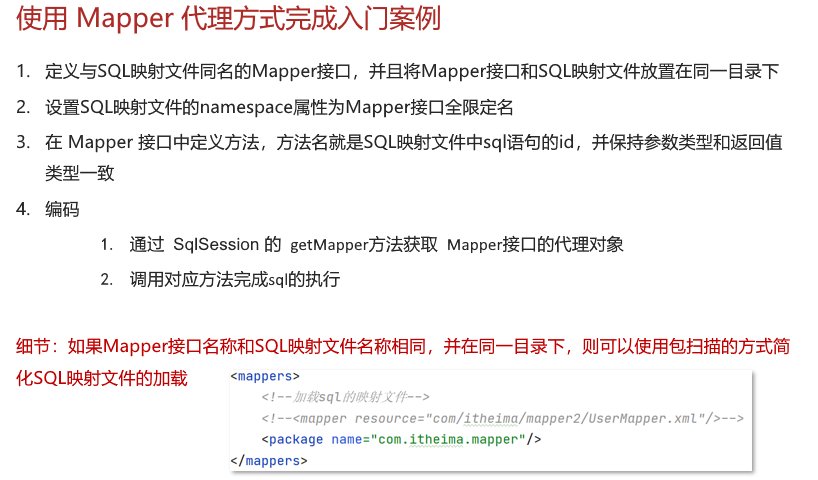 使用 Mapper 代理方式完成入门案例
1. 定义与SQL映射文件同名的Mapper接口，并且将Mapper接口和SQL映射文件放置在同一目录下
2. 设置SQL映射文件的namespace属性为Mapper接口全限定名
3. 在 Mapper 接口中定义方法，方法名就是SQL映射文件中sql语句的id，并保持参数类型和返回值
类型一致
4. 编码
1. 通过 SqlSession 的 getMapper方法获取 Mapper接口的代理对象
2. 调用对应方法完成sql的执行
细节：如果Mapper接口名称和SQL映射文件名称相同，并在同一目录下，则可以使用包扫描的方式简
化SQL映射文件的加载
<mappers>
<!--加载sql的映射文件-->
<!--<mapper resource="com/itheima/mapper2/UserMapper.xml"/>-->
<package name="com.itheima.mapper"/>
</mappers>